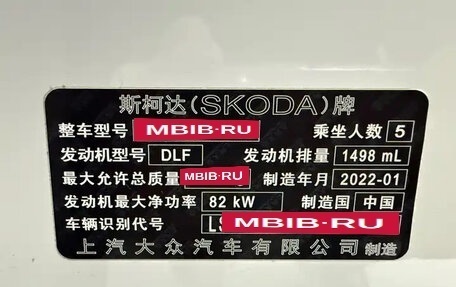 斯柯达(SKODA)牌
整车型号 MBIB·RU 乘坐人数 5
发动机型号 DLF 发动机排量 1498 mL
最大允许总质量 MBIB·RU 制造年月 2022-01
发动机最大净功率 82 kW 制造国 中国
车辆识别代号 LS MBIB·RU
上汽大众汽车有限公司 制造